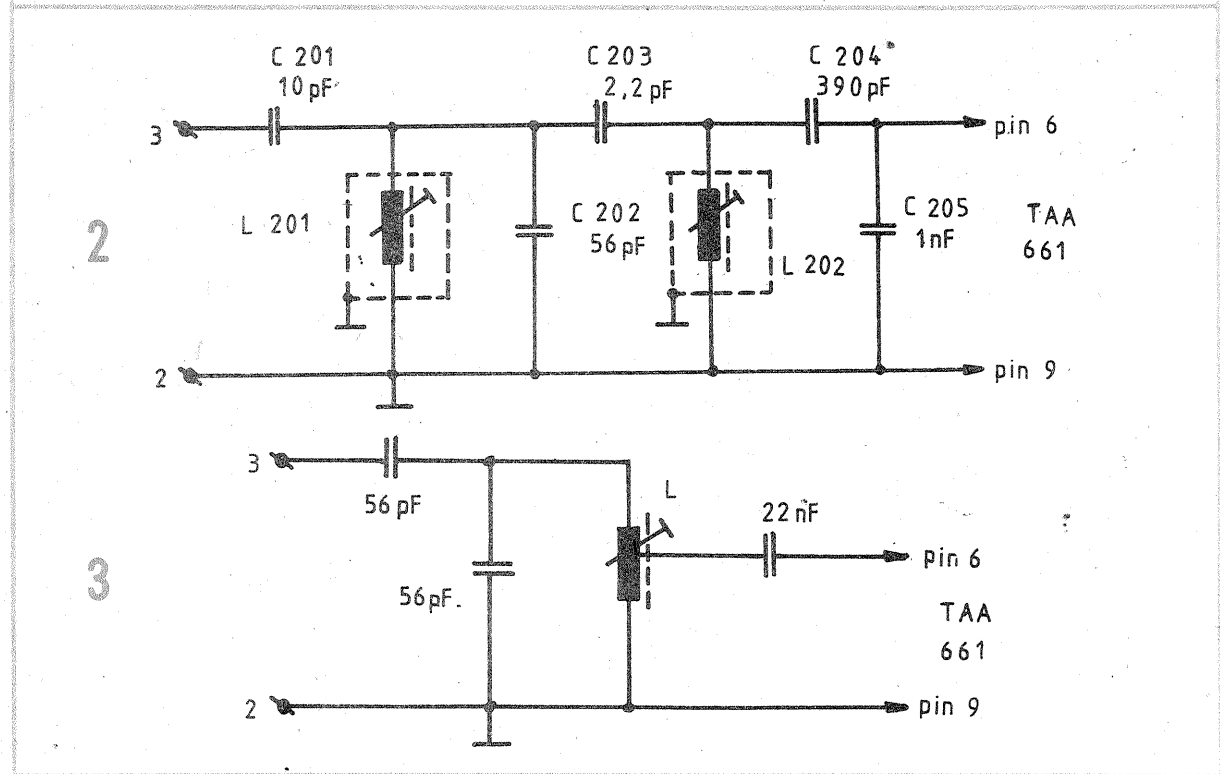 C 201
10 pF
C 203
2,2 pF
C 204
390 pF
3
pin 6
2
L 201
C 202
56 pF
L 202
C 205
1nF
TAA
661
2
pin 9
3
56 pF
L
22 nF
3
56pF
pin 6
TAA
661
2
pin 9